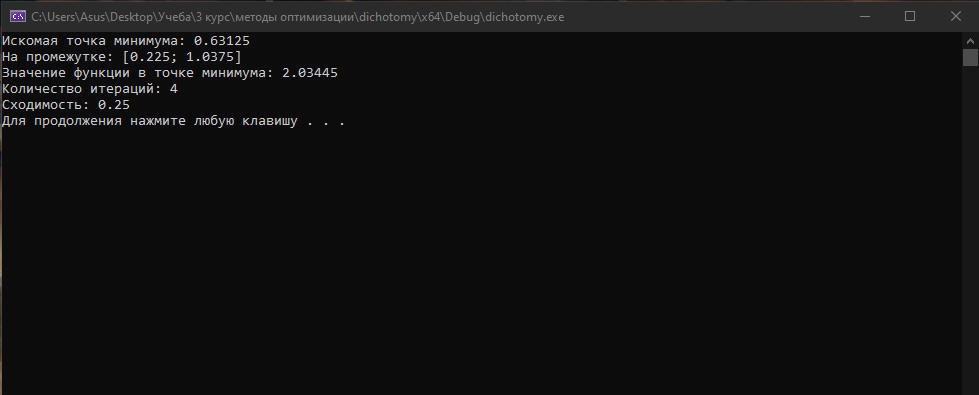 C:\Users\Asus\Desktop\Учеба\3 курс\методы оптимизации\dichotomy\x64\Debug\dichotomy.exe
Искомая точка минимума: 0.63125
На промежутке: [0.225; 1.0375]
Значение функции в точке минимума: 2.03445
Количество итераций: 4
Сходимость: 0.25
Для продолжения нажмите любую клавишу . . .